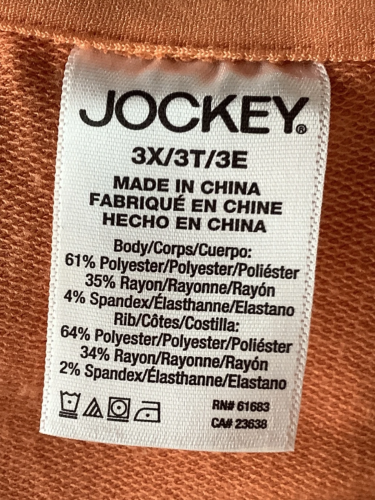 JOCKEY®
3X/3T/3E
MADE IN CHINA
FABRIQUÉ EN CHINE
HECHO EN CHINA
Body/Corps/Cuerpo:
61% Polyester/Polyester/Poliéster
35% Rayon/Rayonne/Rayón
4% Spandex/Élasthanne/Elastano
Rib/Côtes/Costilla:
64% Polyester/Polyester/Poliéster
34% Rayon/Rayonne/Rayón
2% Spandex/Élasthanne/Elastano
RN# 61683
CA# 23638